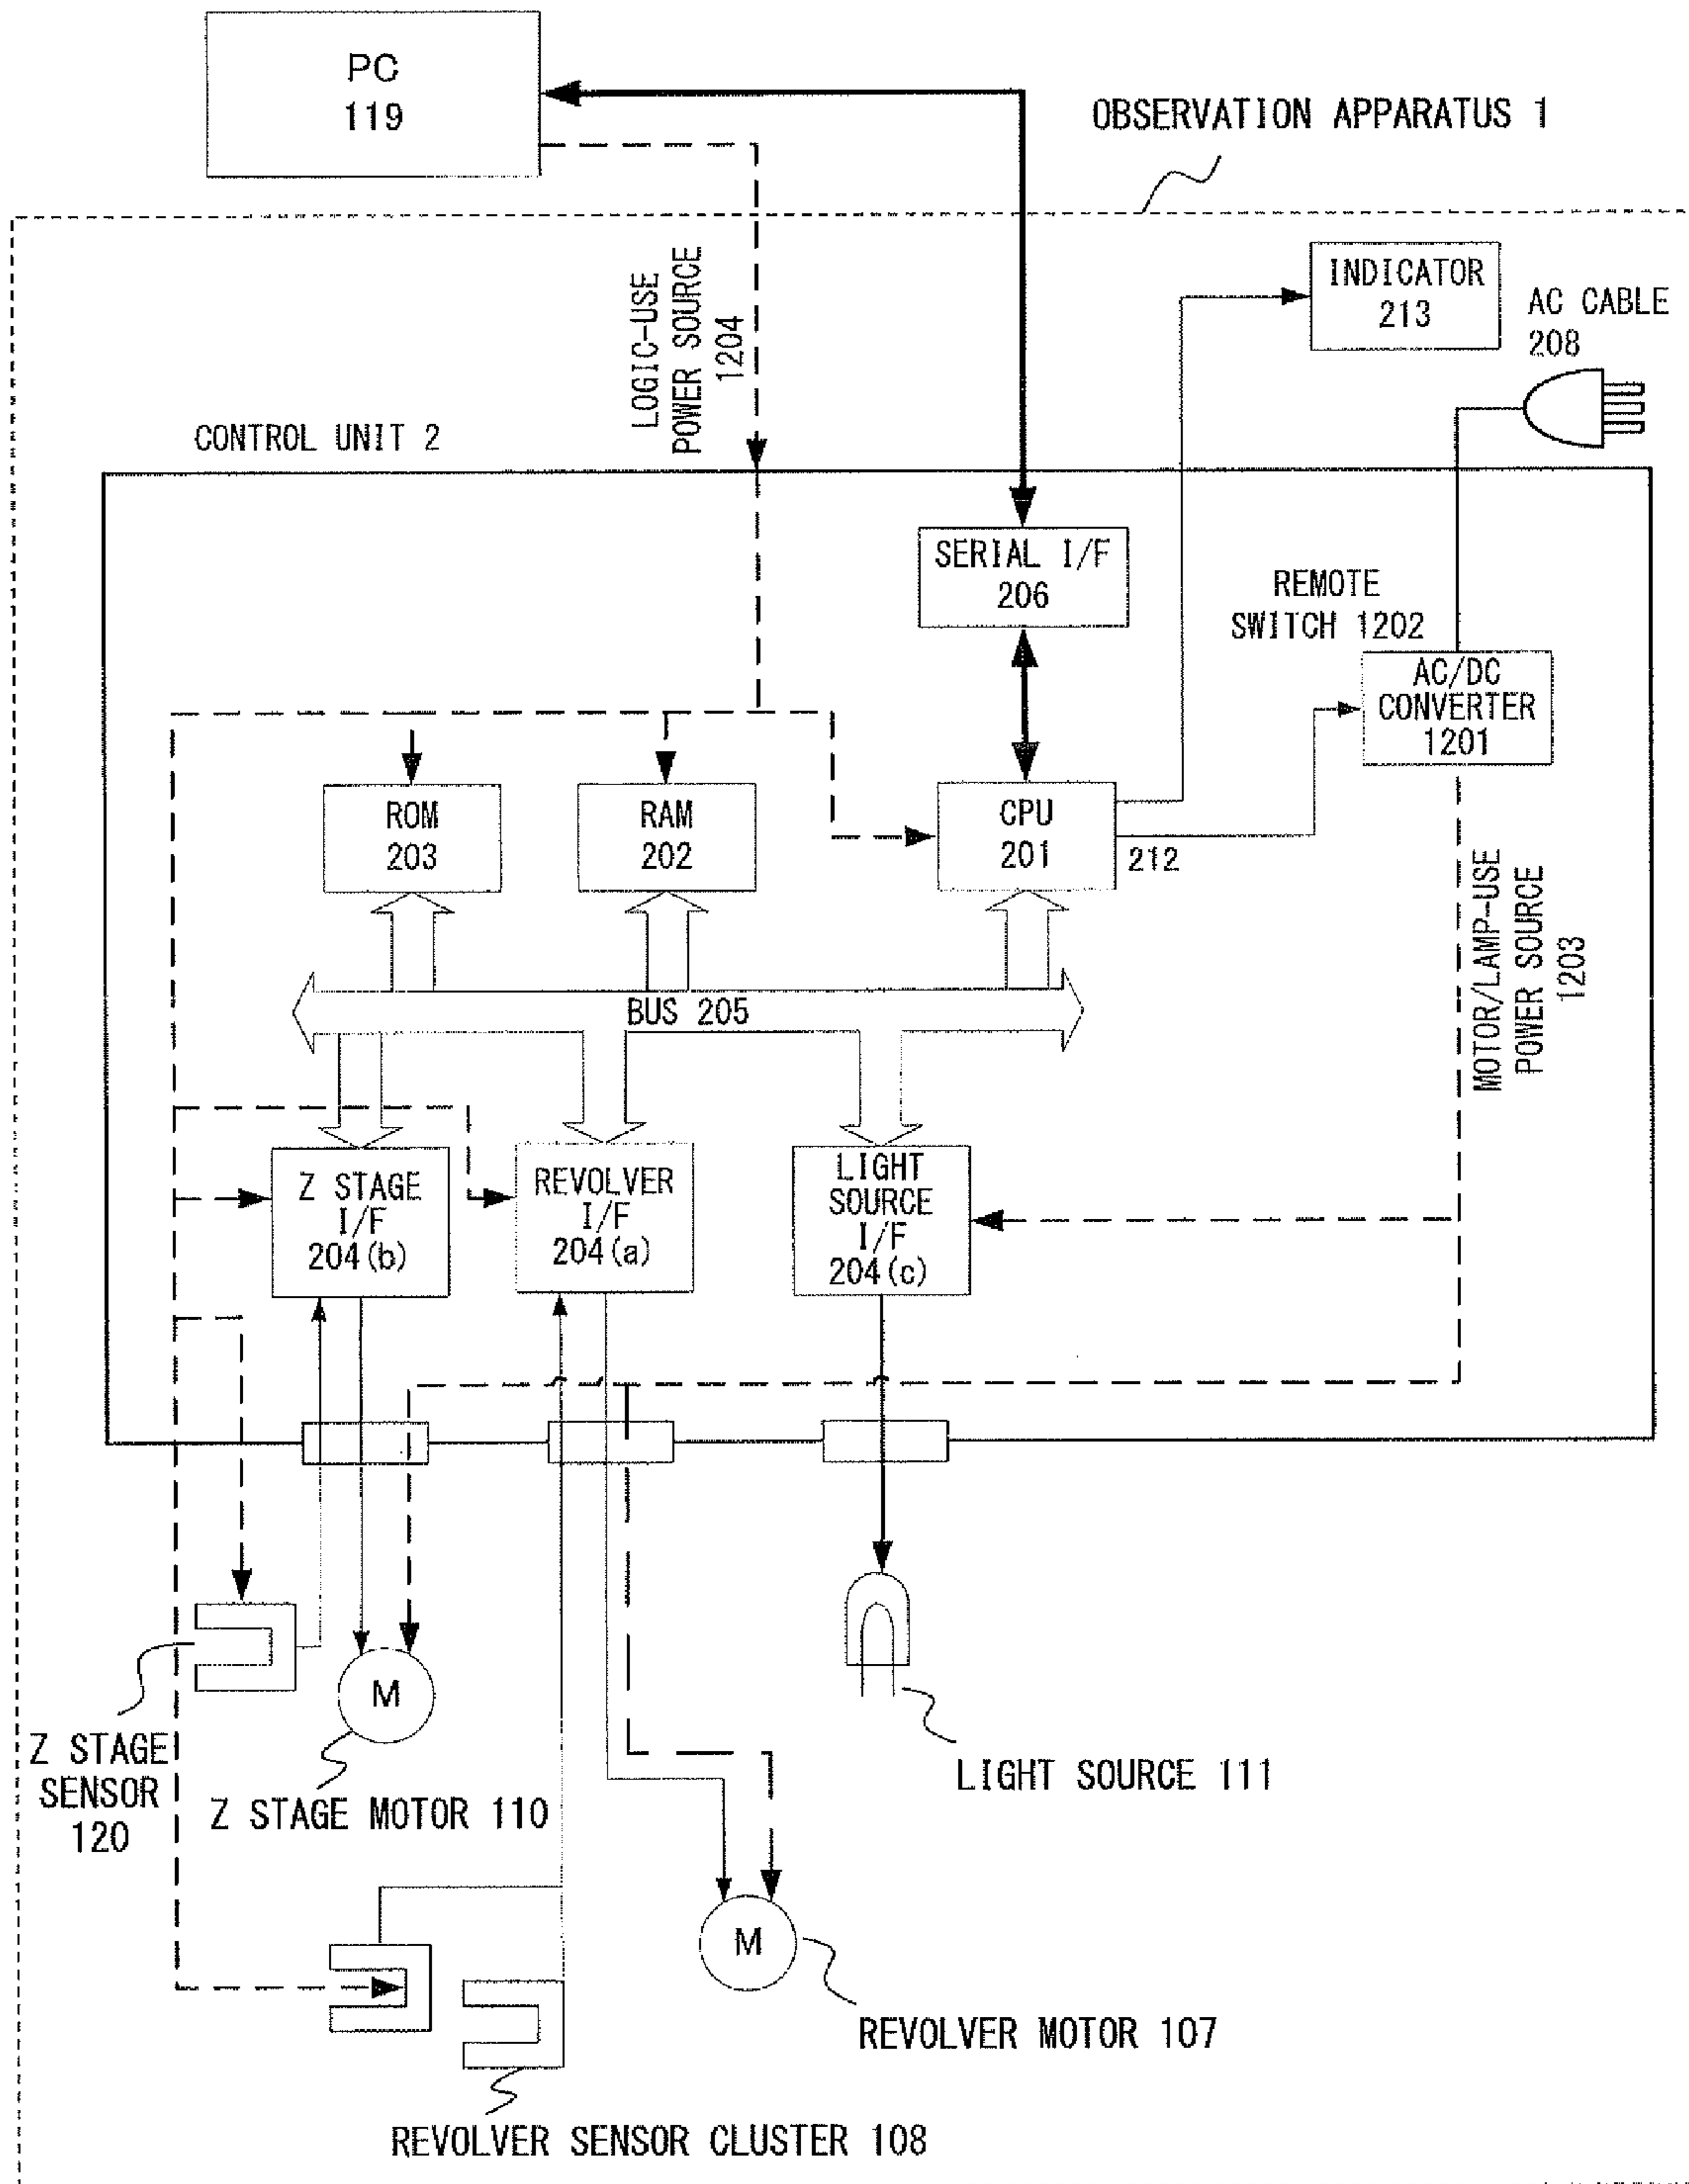 PC
119
OBSERVATION APPARATUS 1
INDICATOR
213
AC CABLE
208
LOGIC-USE
POWER SOURCE
1204
CONTROL UNIT 2
SERIAL I/F
206
REMOTE
SWITCH 1202
AC/DC
CONVERTER
1201
ROM
203
RAM
202
CPU
201
212
MOTOR/LAMP-USE
POWER SOURCE
1203
BUS 205
Z STAGE
I/F
204(b)
REVOLVER
I/F
204(a)
LIGHT
SOURCE
I/F
204(c)
M
Z STAGE
SENSOR
120
Z STAGE MOTOR 110
LIGHT SOURCE 111
M
REVOLVER MOTOR 107
REVOLVER SENSOR CLUSTER 108